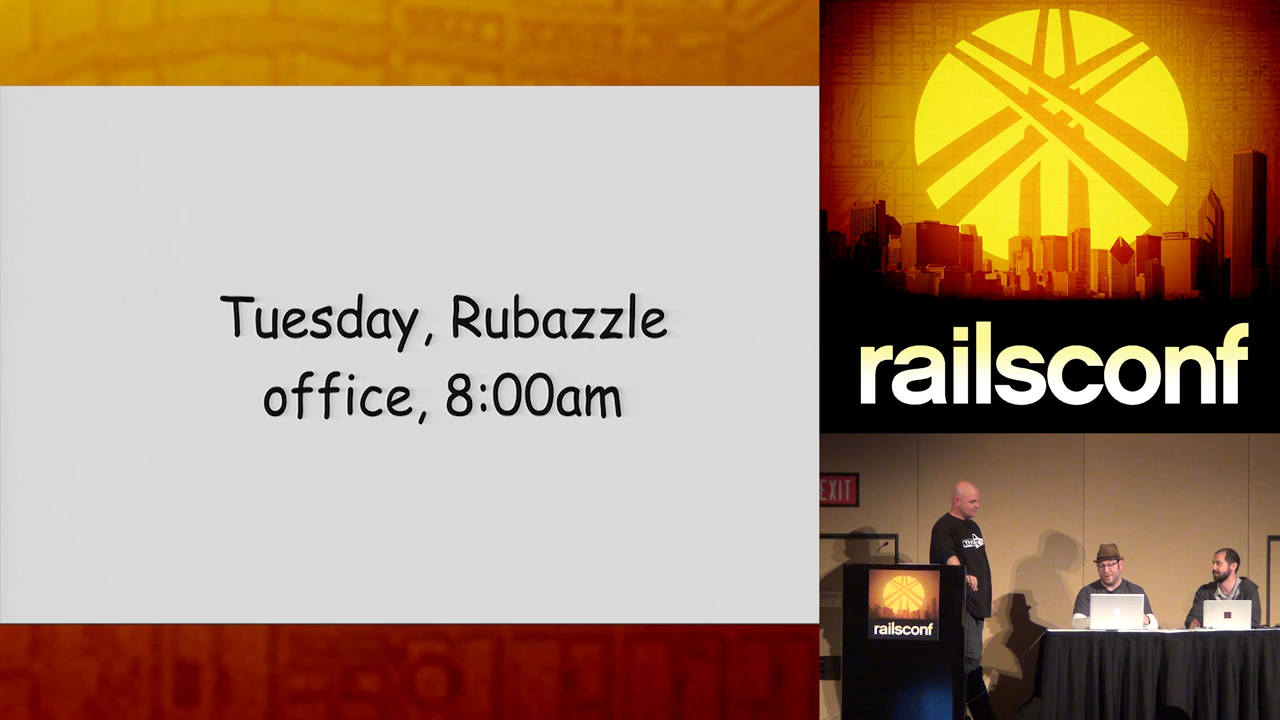 Tuesday, Rubazzle
office, 8:00am
railsconf
EXIT
railsconf